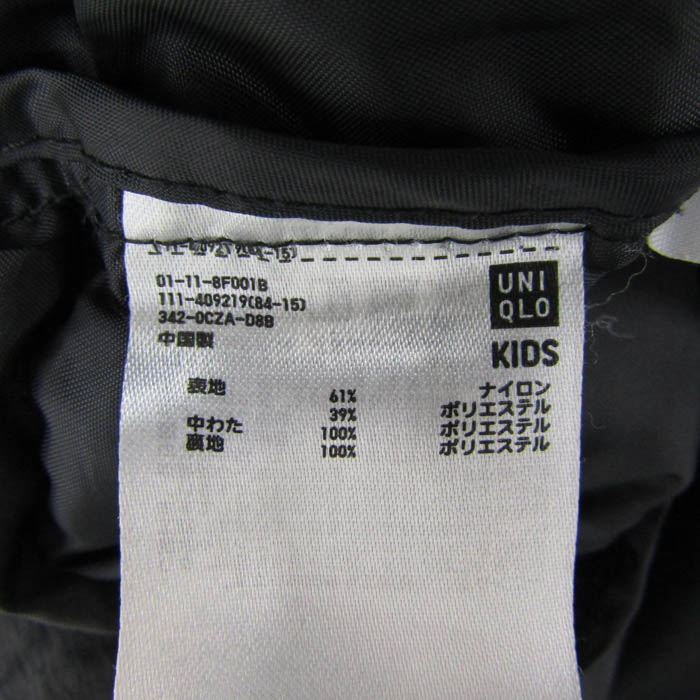 01-11-8F001B
111-409219(84-15)
342-0CZA-D8B
中国製
UNI
QLO
KIDS
表地 61% ナイロン
39% ポリエステル
中わた 100% ポリエステル
裏地 100% ポリエステル